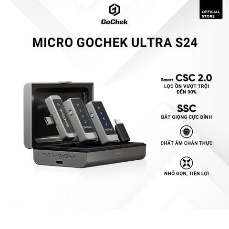 GoChek
OFFICIAL
STORE
MICRO GOCHEK ULTRA S24
Smart CSC 2.0
LỌC ỒN VƯỢT TRỘI
ĐẾN 90%
SSC
BẮT GIỌNG CỰC ĐỈNH
CHẤT ÂM CHÂN THỰC
NHỎ GỌN, TIỆN LỢI